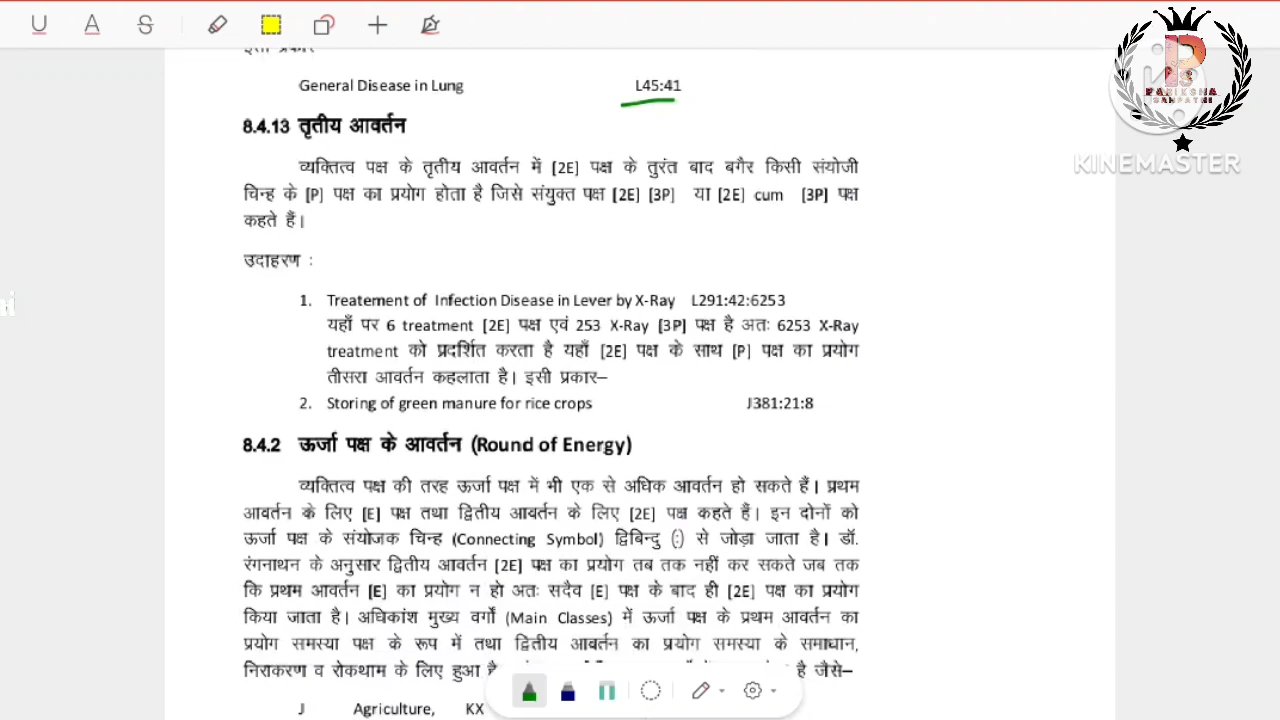 General Disease in Lung L45:41
8.4.13 तृतीय आवर्तन
व्यक्तित्व पक्ष के तृतीय आवर्तन में [2E] पक्ष के तुरंत बाद बगैर किसी संयोजी
चिन्ह के [P] पक्ष का प्रयोग होता है जिसे संयुक्त पक्ष [2E] [3P] या [2E] cum [3P] पक्ष
कहते हैं।
उदाहरण :
1. Treatement of Infection Disease in Lever by X-Ray L291:42:6253
यहाँ पर 6 treatment [2E] पक्ष एवं 253 X-Ray [3P] पक्ष है अतः 6253 X-Ray
treatment को प्रदर्शित करता है यहाँ [2E] पक्ष के साथ [P] पक्ष का प्रयोग
तीसरा आवर्तन कहलाता है। इसी प्रकार–
2. Storing of green manure for rice crops J381:21:8
8.4.2 ऊर्जा पक्ष के आवर्तन (Round of Energy)
व्यक्तित्व पक्ष की तरह ऊर्जा पक्ष में भी एक से अधिक आवर्तन हो सकते हैं। प्रथम
आवर्तन के लिए [E] पक्ष तथा द्वितीय आवर्तन के लिए [2E] पक्ष कहते हैं। इन दोनों को
ऊर्जा पक्ष के संयोजक चिन्ह (Connecting Symbol) द्विबिन्दु (:) से जोड़ा जाता है। डॉ.
रंगनाथन के अनुसार द्वितीय आवर्तन [2E] पक्ष का प्रयोग तब तक नहीं कर सकते जब तक
कि प्रथम आवर्तन [E] का प्रयोग न हो अतः सदैव [E] पक्ष के बाद ही [2E] पक्ष का प्रयोग
किया जाता है। अधिकांश मुख्य वर्गों (Main Classes) में ऊर्जा पक्ष के प्रथम आवर्तन का
प्रयोग समस्या पक्ष के रूप में तथा द्वितीय आबर्तन का प्रयोग समस्या के समाधान,
निराकरण व रोकथाम के लिए हुआ है जैसे–
J Agriculture, KX
PARIKSHA
SARPATHI
KINEMASTER